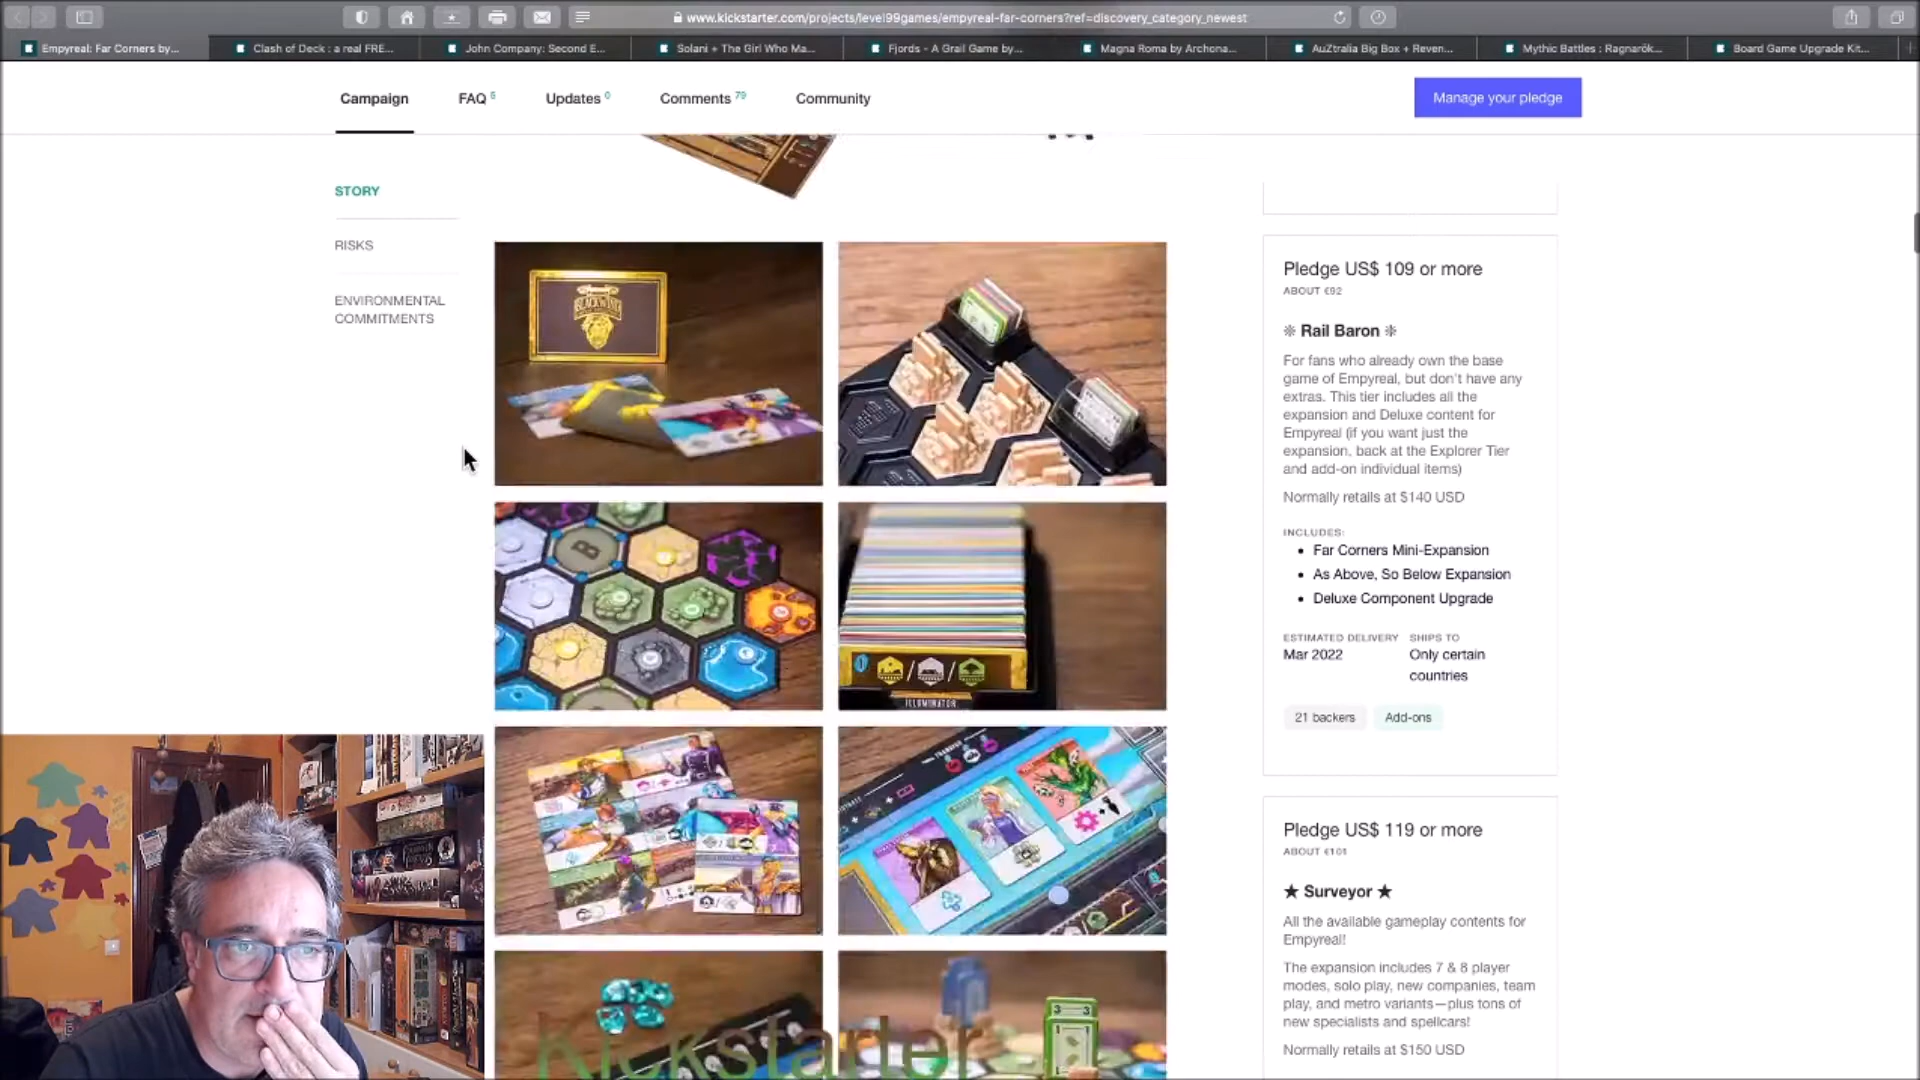 www.kickstarter.com/projects/level99games/empyreal-far-corners?ref=discovery_category_newest
Empyreal: Far Corners by...
Clash of Deck : a real FRE...
John Company: Second E...
Solani + The Girl Who Ma...
Fjords - A Grail Game by...
Magna Roma by Archona...
AuZtralia Big Box + Reven...
Mythic Battles : Ragnarök...
Board Game Upgrade Kit...
Campaign
FAQ 5
Updates 0
Comments 79
Community
Manage your pledge
STORY
RISKS
ENVIRONMENTAL
COMMITMENTS
BLACKWIND
ILLUMINATOR
Kickstarter
Pledge US$ 109 or more
ABOUT €92
❊ Rail Baron ❊
For fans who already own the base
game of Empyreal, but don't have any
extras. This tier includes all the
expansion and Deluxe content for
Empyreal (if you want just the
expansion, back at the Explorer Tier
and add-on individual items)
Normally retails at $140 USD
INCLUDES:
• Far Corners Mini-Expansion
• As Above, So Below Expansion
• Deluxe Component Upgrade
ESTIMATED DELIVERY
Mar 2022
SHIPS TO
Only certain
countries
21 backers
Add-ons
Pledge US$ 119 or more
ABOUT €101
★ Surveyor ★
All the available gameplay contents for
Empyreal!
The expansion includes 7 & 8 player
modes, solo play, new companies, team
play, and metro variants—plus tons of
new specialists and spellcars!
Normally retails at $150 USD